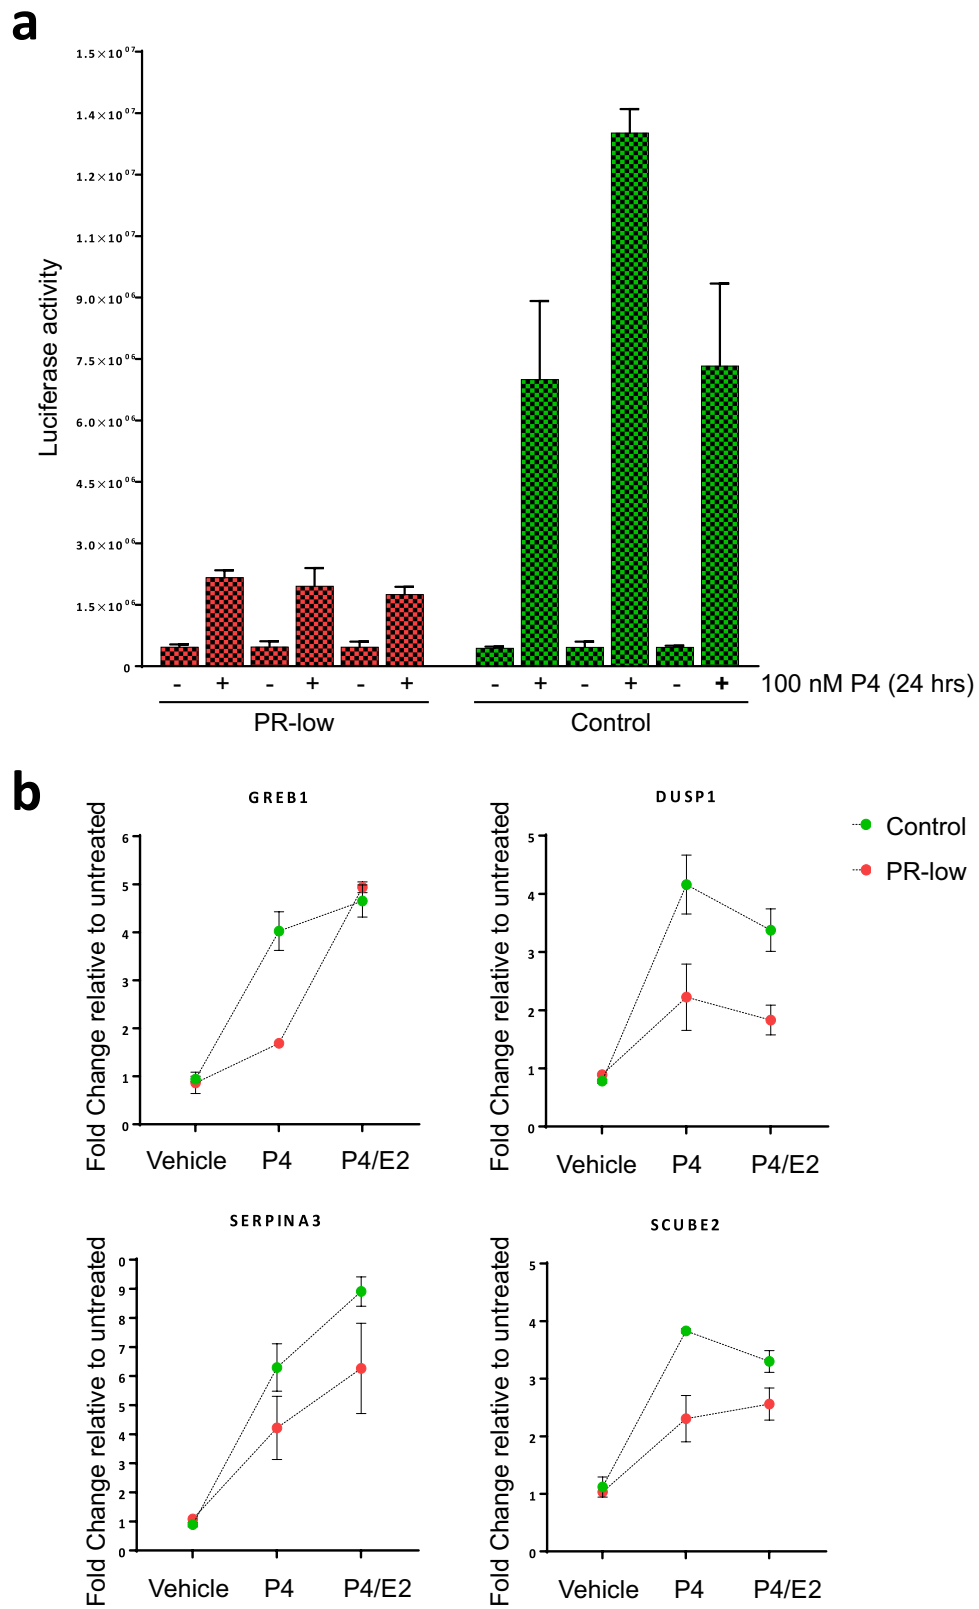 a
Luciferase activity
1.5×10⁰⁷
1.4×10⁰⁷
1.2×10⁰⁷
1.1×10⁰⁷
9.0×10⁰⁶
7.5×10⁰⁶
6.0×10⁰⁶
4.5×10⁰⁶
3.0×10⁰⁶
1.5×10⁰⁶
0
- + - + - + - + - + - + 100 nM P4 (24 hrs)
PR-low Control
b
GREB1
Fold Change relative to untreated
6
5
4
3
2
1
0
Vehicle P4 P4/E2
DUSP1
Fold Change relative to untreated
5
4
3
2
1
0
Vehicle P4 P4/E2
Control
PR-low
SERPINA3
Fold Change relative to untreated
0
9
8
7
6
5
4
3
2
1
0
Vehicle P4 P4/E2
SCUBE2
Fold Change relative to untreated
5
4
3
2
1
0
Vehicle P4 P4/E2